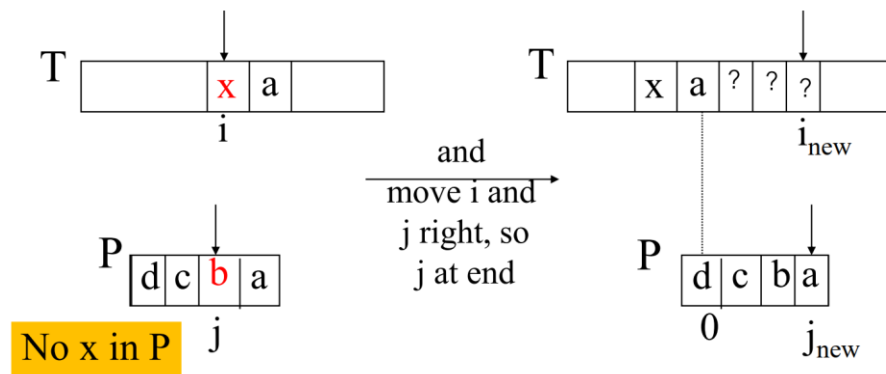 T
x a
i
P
d c b a
j
No x in P
and
move i and
j right, so
j at end
T
x a ? ? ?
i new
P
d c b a
0
j new